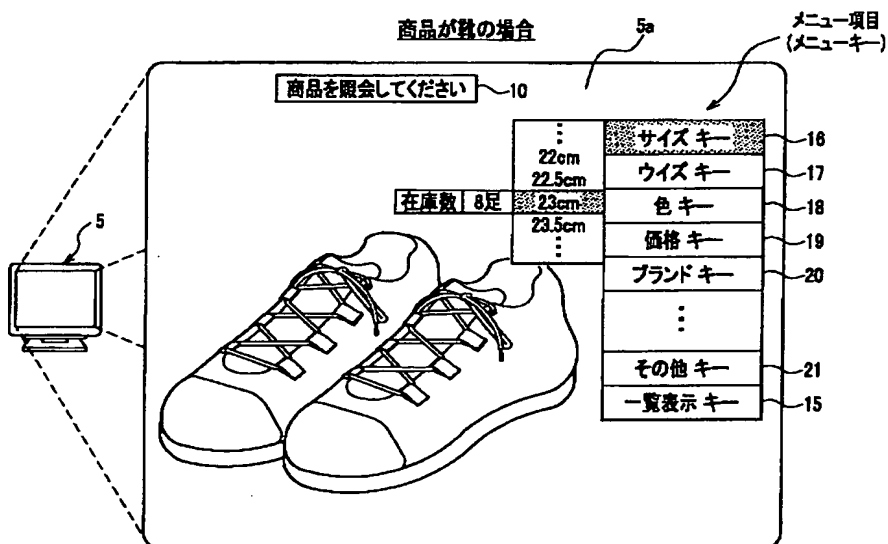 商品が靴の場合
メニュー項目
(メニューキー)
5a
商品を照会してください
10
⋮
22cm
22.5cm
23cm
23.5cm
⋮
在庫数 8足
サイズ キー
16
ウイズ キー
17
色 キー
18
価格 キー
19
ブランド キー
20
⋮
その他 キー
21
一覧表示 キー
15
5